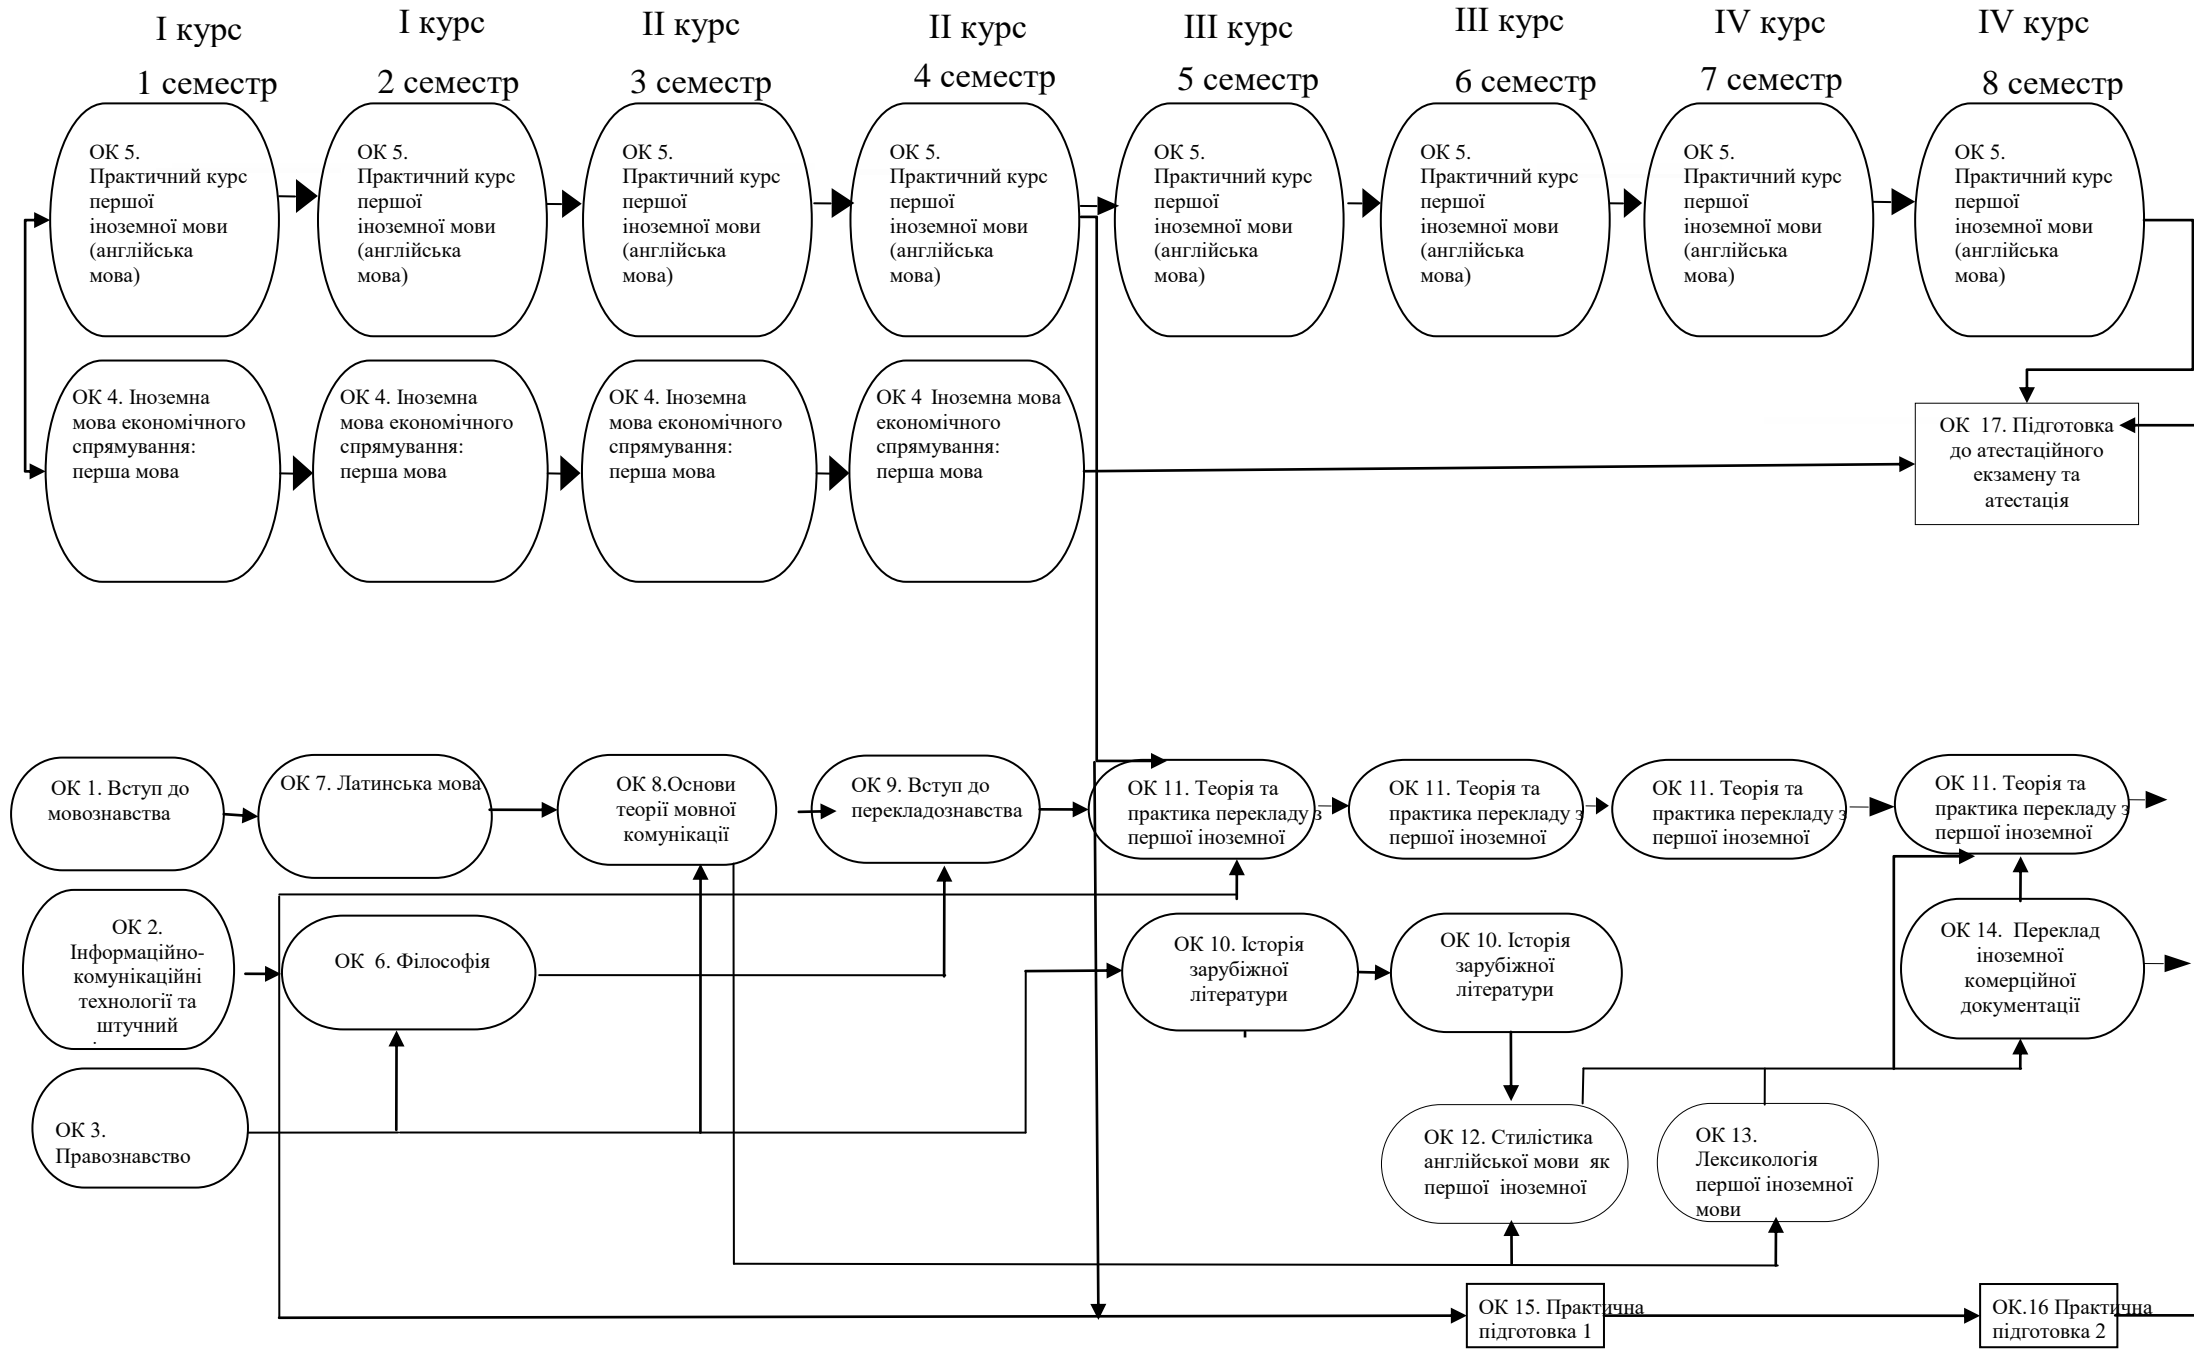 I курс
I курс
II курс
II курс
III курс
III курс
IV курс
IV курс
1 семестр
2 семестр
3 семестр
4 семестр
5 семестр
6 семестр
7 семестр
8 семестр
ОК 5.
Практичний курс
першої
іноземної мови
(англійська
мова)
ОК 5.
Практичний курс
першої
іноземної мови
(англійська
мова)
ОК 5.
Практичний курс
першої
іноземної мови
(англійська
мова)
ОК 5.
Практичний курс
першої
іноземної мови
(англійська
мова)
ОК 5.
Практичний курс
першої
іноземної мови
(англійська
мова)
ОК 5.
Практичний курс
першої
іноземної мови
(англійська
мова)
ОК 5.
Практичний курс
першої
іноземної мови
(англійська
мова)
ОК 5.
Практичний курс
першої
іноземної мови
(англійська
мова)
ОК 4. Іноземна
мова економічного
спрямування:
перша мова
ОК 4. Іноземна
мова економічного
спрямування:
перша мова
ОК 4. Іноземна
мова економічного
спрямування:
перша мова
ОК 4 Іноземна мова
економічного
спрямування:
перша мова
ОК 17. Підготовка
до атестаційного
екзамену та
атестація
ОК 1. Вступ до
мовознавства
ОК 7. Латинська мова
ОК 8.Основи
теорії мовної
комунікації
ОК 9. Вступ до
перекладознавства
ОК 11. Теорія та
практика перекладу з
першої іноземної
ОК 11. Теорія та
практика перекладу з
першої іноземної
ОК 11. Теорія та
практика перекладу з
першої іноземної
ОК 11. Теорія та
практика перекладу з
першої іноземної
ОК 2.
Інформаційно-
комунікаційні
технології та
штучний
ОК 6. Філософія
ОК 10. Історія
зарубіжної
літератури
ОК 10. Історія
зарубіжної
літератури
ОК 14. Переклад
іноземної
комерційної
документації
ОК 3.
Правознавство
ОК 12. Стилістика
англійської мови як
першої іноземної
ОК 13.
Лексикологія
першої іноземної
мови
ОК 15. Практична
підготовка 1
ОК.16 Практична
підготовка 2